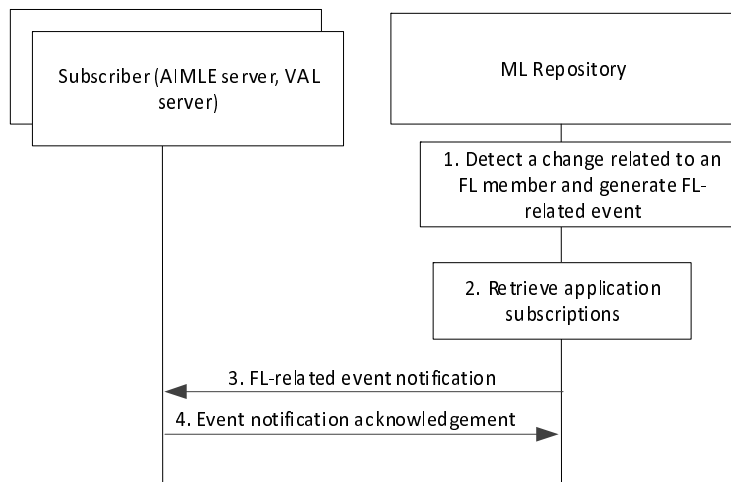 Subscriber (AIMLE server, VAL
server)
ML Repository
1. Detect a change related to an
FL member and generate FL-
related event
2. Retrieve application
subscriptions
3. FL-related event notification
4. Event notification acknowledgement